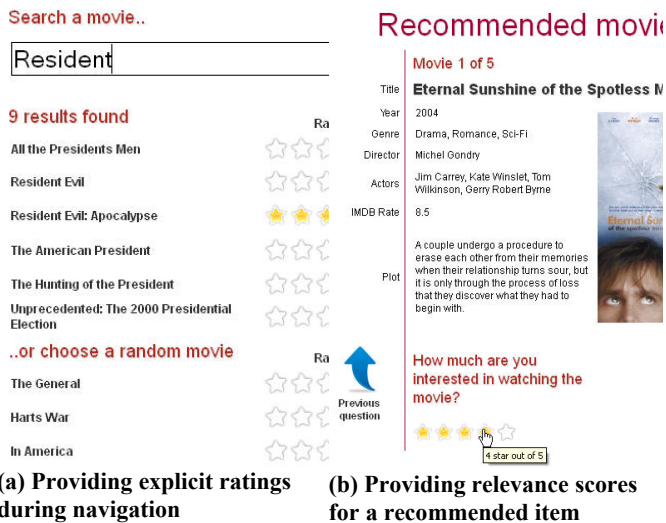 Search a movie..
Resident
9 results found
Ra
All the Presidents Men
Resident Evil
Resident Evil: Apocalypse
The American President
The Hunting of the President
Unprecedented: The 2000 Presidential
Election
..or choose a random movie
Ra
The General
Harts War
In America
(a) Providing explicit ratings
during navigation
Recommended movie
Movie 1 of 5
Title Eternal Sunshine of the Spotless M
Year 2004
Genre Drama, Romance, Sci-Fi
Director Michel Gondry
Actors Jim Carrey, Kate Winslet, Tom
Wilkinson, Gerry Robert Byrne
IMDB Rate 8.5
Plot A couple undergo a procedure to
erase each other from their memories
when their relationship turns sour, but
it is only through the process of loss
that they discover what they had to
begin with.
Eternal Sun
of the spotless
Previous
question
How much are you
interested in watching the
movie?
4 star out of 5
(b) Providing relevance scores
for a recommended item